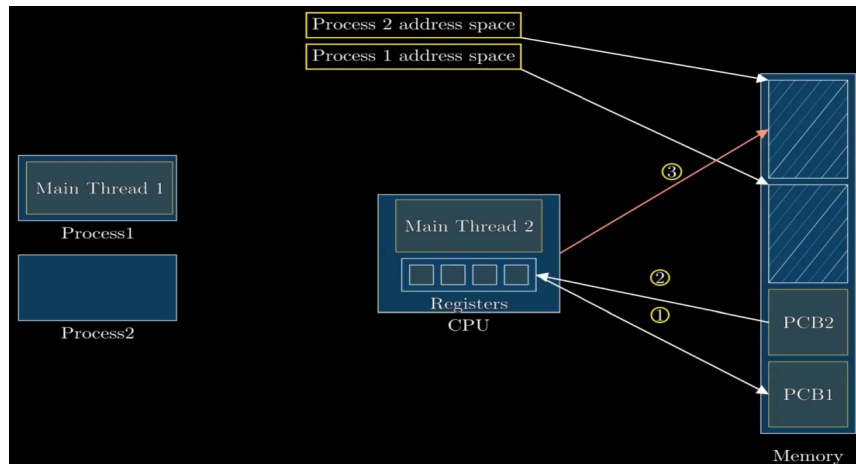 Process 2 address space
Process 1 address space
Main Thread 1
Process1
Process2
Main Thread 2
Registers
CPU
③
②
①
PCB2
PCB1
Memory